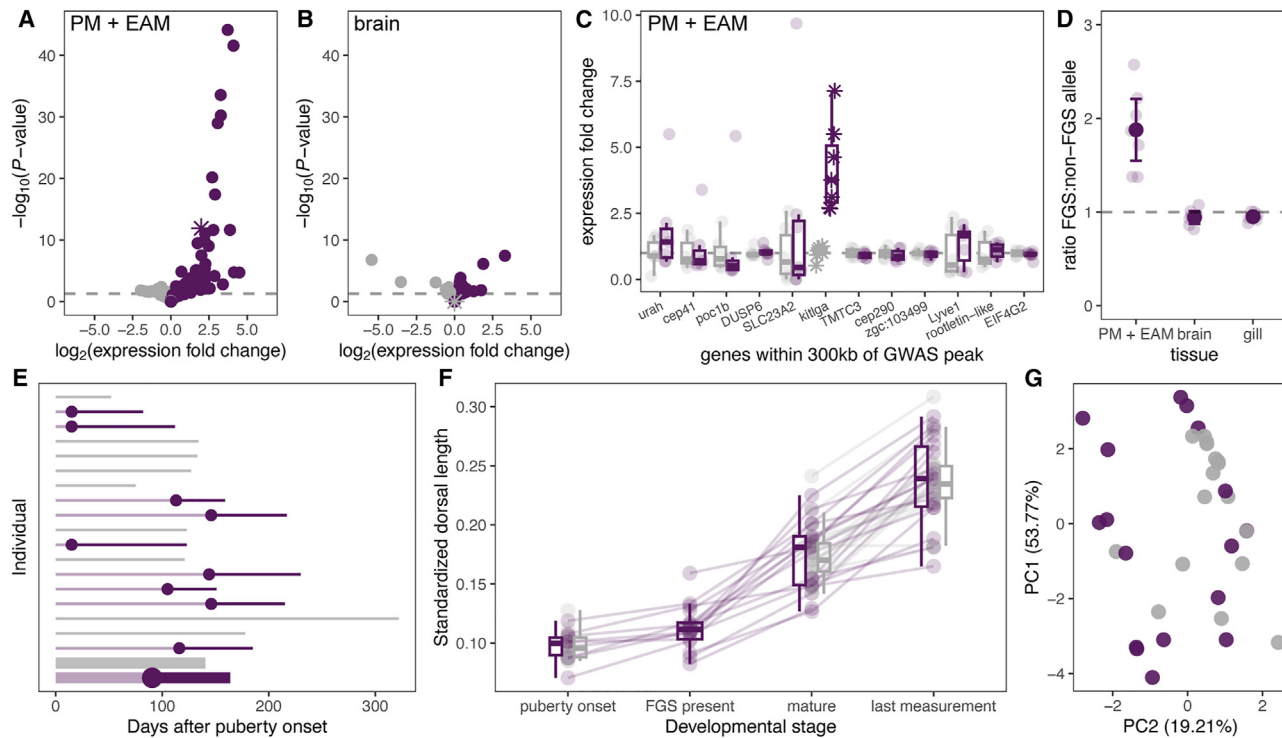 A
PM + EAM
−log10(P−value)
40
30
20
10
0
−5.0
−2.5
0.0
2.5
5.0
log2(expression fold change)
B
brain
−log10(P−value)
40
30
20
10
0
−5.0
−2.5
0.0
2.5
5.0
log2(expression fold change)
C
PM + EAM
expression fold change
10.0
7.5
5.0
2.5
0.0
urah
cep41
poc1b
DUSP6
SLC23A2
kitlga
TMTC3
cep290
zgc:103499
Lyve1
rootletin−like
EIF4G2
genes within 300kb of GWAS peak
D
ratio FGS:non−FGS allele
3
2
1
0
PM + EAM
brain
gill
tissue
E
Individual
0
100
200
300
Days after puberty onset
F
Standardized dorsal length
0.30
0.25
0.20
0.15
0.10
puberty onset
FGS present
mature
last measurement
Developmental stage
G
PC1 (53.77%)
2
0
−2
−4
−2
0
2
PC2 (19.21%)